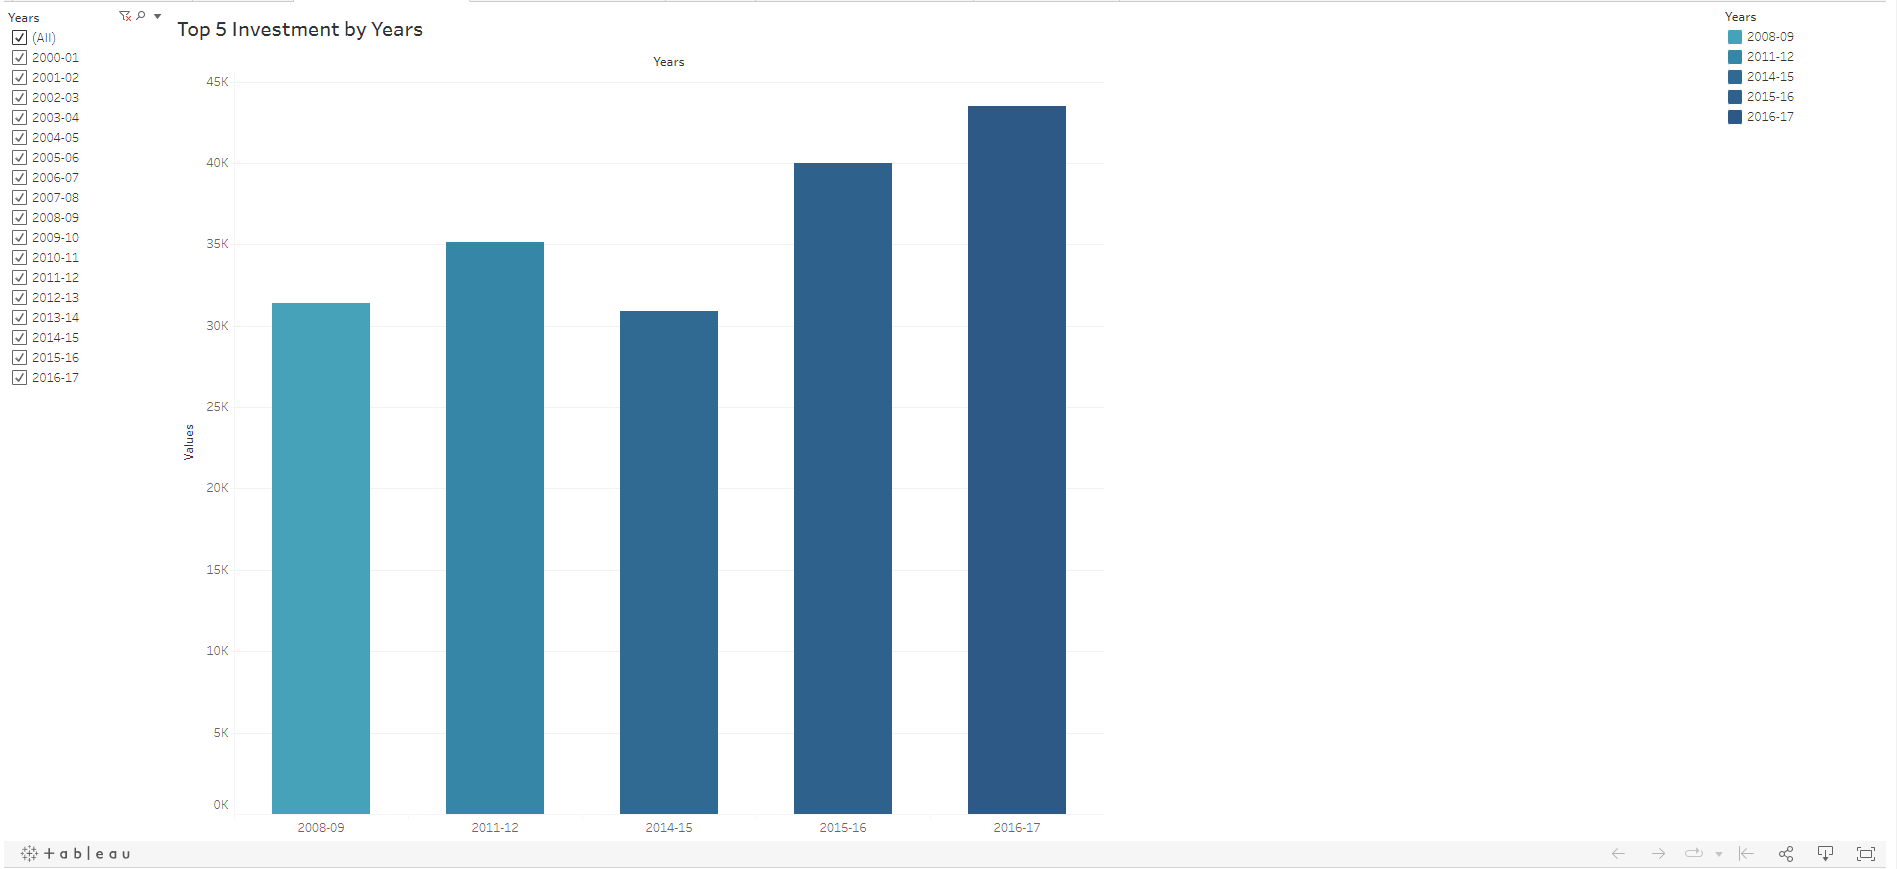 Years
(All)
2000-01
2001-02
2002-03
2003-04
2004-05
2005-06
2006-07
2007-08
2008-09
2009-10
2010-11
2011-12
2012-13
2013-14
2014-15
2015-16
2016-17
Top 5 Investment by Years
Years
45K
40K
35K
30K
25K
20K
15K
10K
5K
0K
Values
2008-09
2011-12
2014-15
2015-16
2016-17
Years
2008-09
2011-12
2014-15
2015-16
2016-17
+ableau